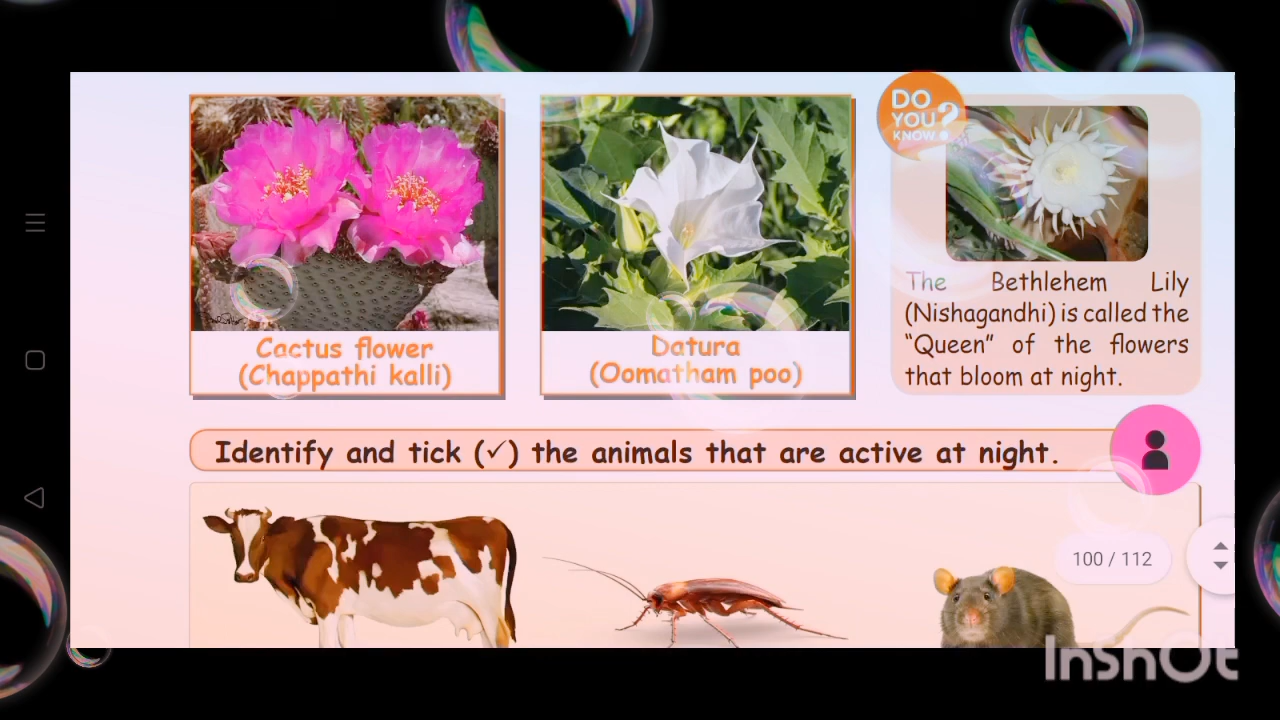 Cactus flower
(Chappathi kalli)
Datura
(Oomatham poo)
DO
YOU
KNOW
?
The Bethlehem Lily
(Nishagandhi) is called the
“Queen” of the flowers
that bloom at night.
Identify and tick (✓) the animals that are active at night.
100 / 112
InShOt